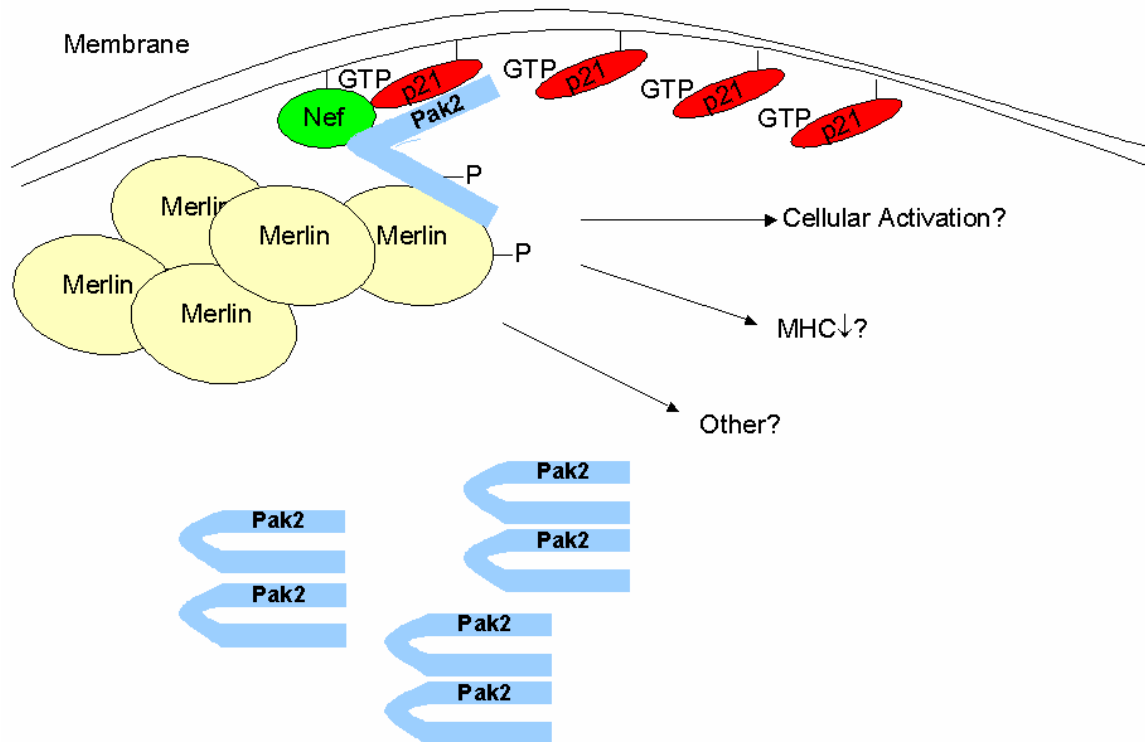 Membrane
GTP
p21
GTP
p21
GTP
p21
GTP
p21
Nef
Pak2
P
Merlin
Merlin
Merlin
Merlin
Merlin
P
Cellular Activation?
MHC↓?
Other?
Pak2
Pak2
Pak2
Pak2
Pak2
Pak2